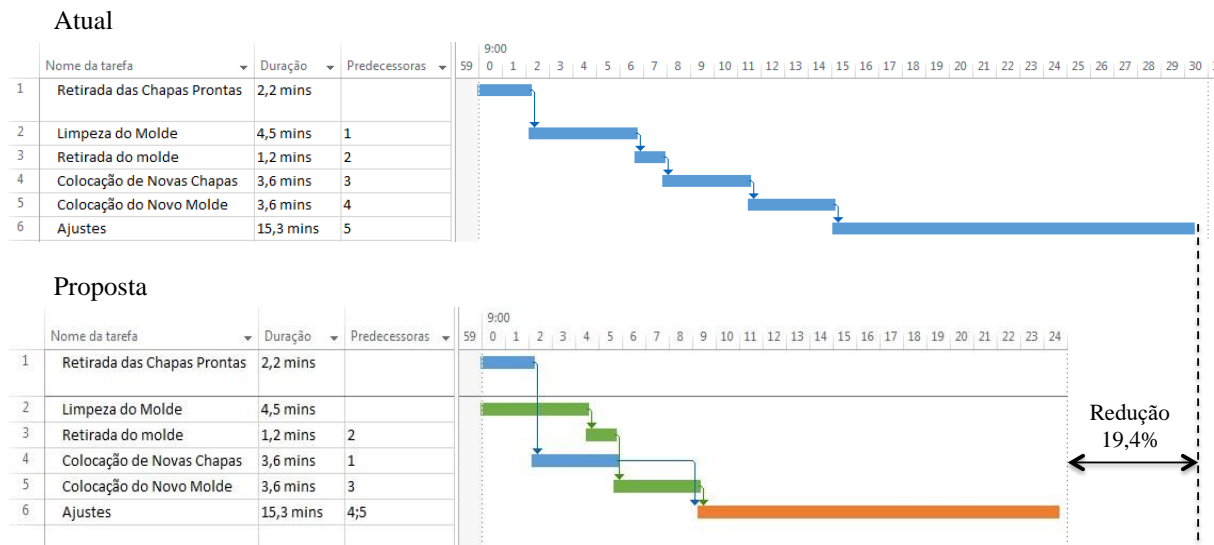 Atual
9:00
Nome da tarefa Duração Predecessoras 59 0 1 2 3 4 5 6 7 8 9 10 11 12 13 14 15 16 17 18 19 20 21 22 23 24 25 26 27 28 29 30
1 Retirada das Chapas Prontas 2,2 mins
2 Limpeza do Molde 4,5 mins 1
3 Retirada do molde 1,2 mins 2
4 Colocação de Novas Chapas 3,6 mins 3
5 Colocação do Novo Molde 3,6 mins 4
6 Ajustes 15,3 mins 5
Proposta
9:00
Nome da tarefa Duração Predecessoras 59 0 1 2 3 4 5 6 7 8 9 10 11 12 13 14 15 16 17 18 19 20 21 22 23 24
1 Retirada das Chapas Prontas 2,2 mins
2 Limpeza do Molde 4,5 mins
3 Retirada do molde 1,2 mins 2
4 Colocação de Novas Chapas 3,6 mins 1
5 Colocação do Novo Molde 3,6 mins 3
6 Ajustes 15,3 mins 4;5
Redução
19,4%